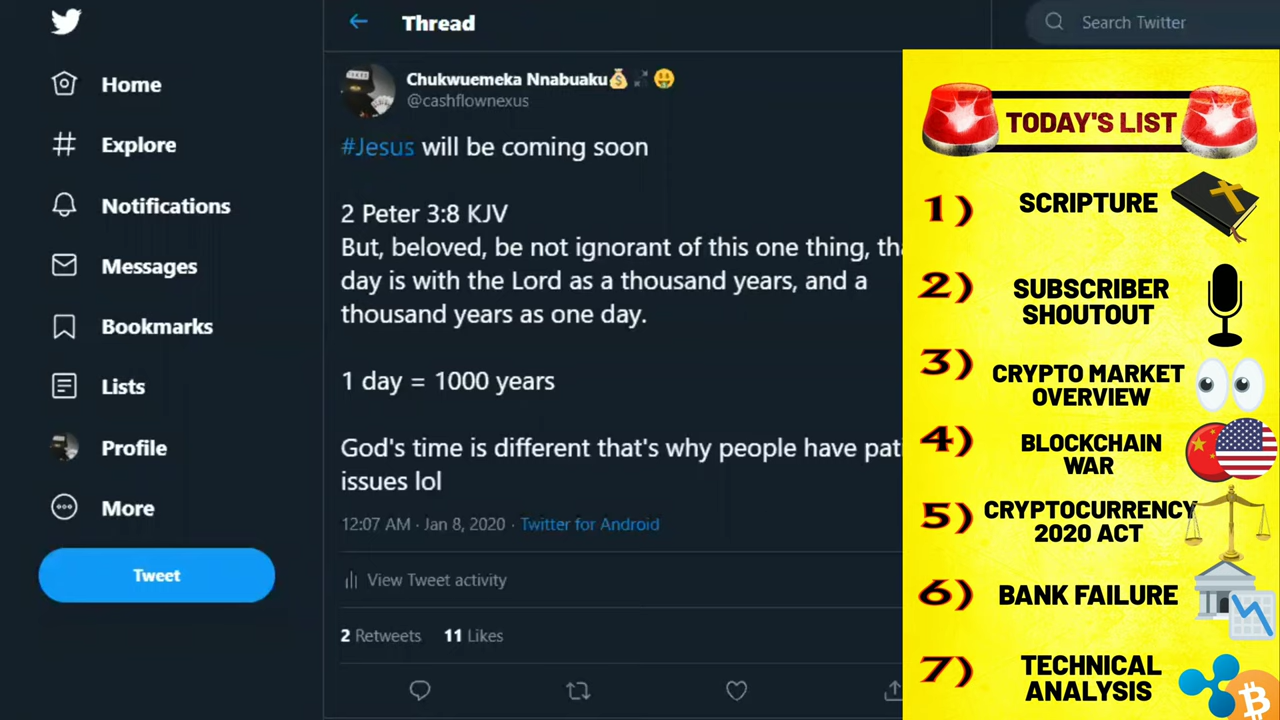 Thread
Search Twitter
Home
Explore
Notifications
Messages
Bookmarks
Lists
Profile
More
Tweet
Chukwuemeka Nnabuaku
@cashflownexus
#Jesus will be coming soon
2 Peter 3:8 KJV
But, beloved, be not ignorant of this one thing,
day is with the Lord as a thousand years, and a
thousand years as one day.
1 day = 1000 years
God's time is different that's why people have
issues lol
12:07 AM · Jan 8, 2020 · Twitter for Android
View Tweet activity
2 Retweets 11 Likes
TODAY'S LIST
1) SCRIPTURE
2) SUBSCRIBER
SHOUTOUT
3) CRYPTO MARKET
OVERVIEW
4) BLOCKCHAIN
WAR
5) CRYPTOCURRENCY
2020 ACT
6) BANK FAILURE
7) TECHNICAL
ANALYSIS